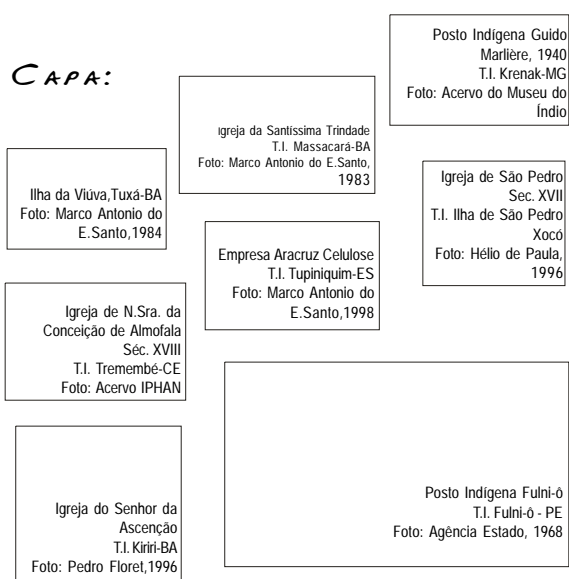 CAPA:
Posto Indígena Guido
Marlière, 1940
T.I. Krenak-MG
Foto: Acervo do Museu do
Índio
Igreja da Santíssima Trindade
T.I. Massacará-BA
Foto: Marco Antonio do E.Santo,
1983
Ilha da Viúva,Tuxá-BA
Foto: Marco Antonio do
E.Santo,1984
Igreja de São Pedro
Sec. XVII
T.I. Ilha de São Pedro
Xocó
Foto: Hélio de Paula,
1996
Empresa Aracruz Celulose
T.I. Tupiniquim-ES
Foto: Marco Antonio do
E.Santo,1998
Igreja de N.Sra. da
Conceição de Almofala
Séc. XVIII
T.I. Tremembé-CE
Foto: Acervo IPHAN
Posto Indígena Fulni-ô
T.I. Fulni-ô - PE
Foto: Agência Estado, 1968
Igreja do Senhor da
Ascenção
T.I. Kiriri-BA
Foto: Pedro Floret,1996